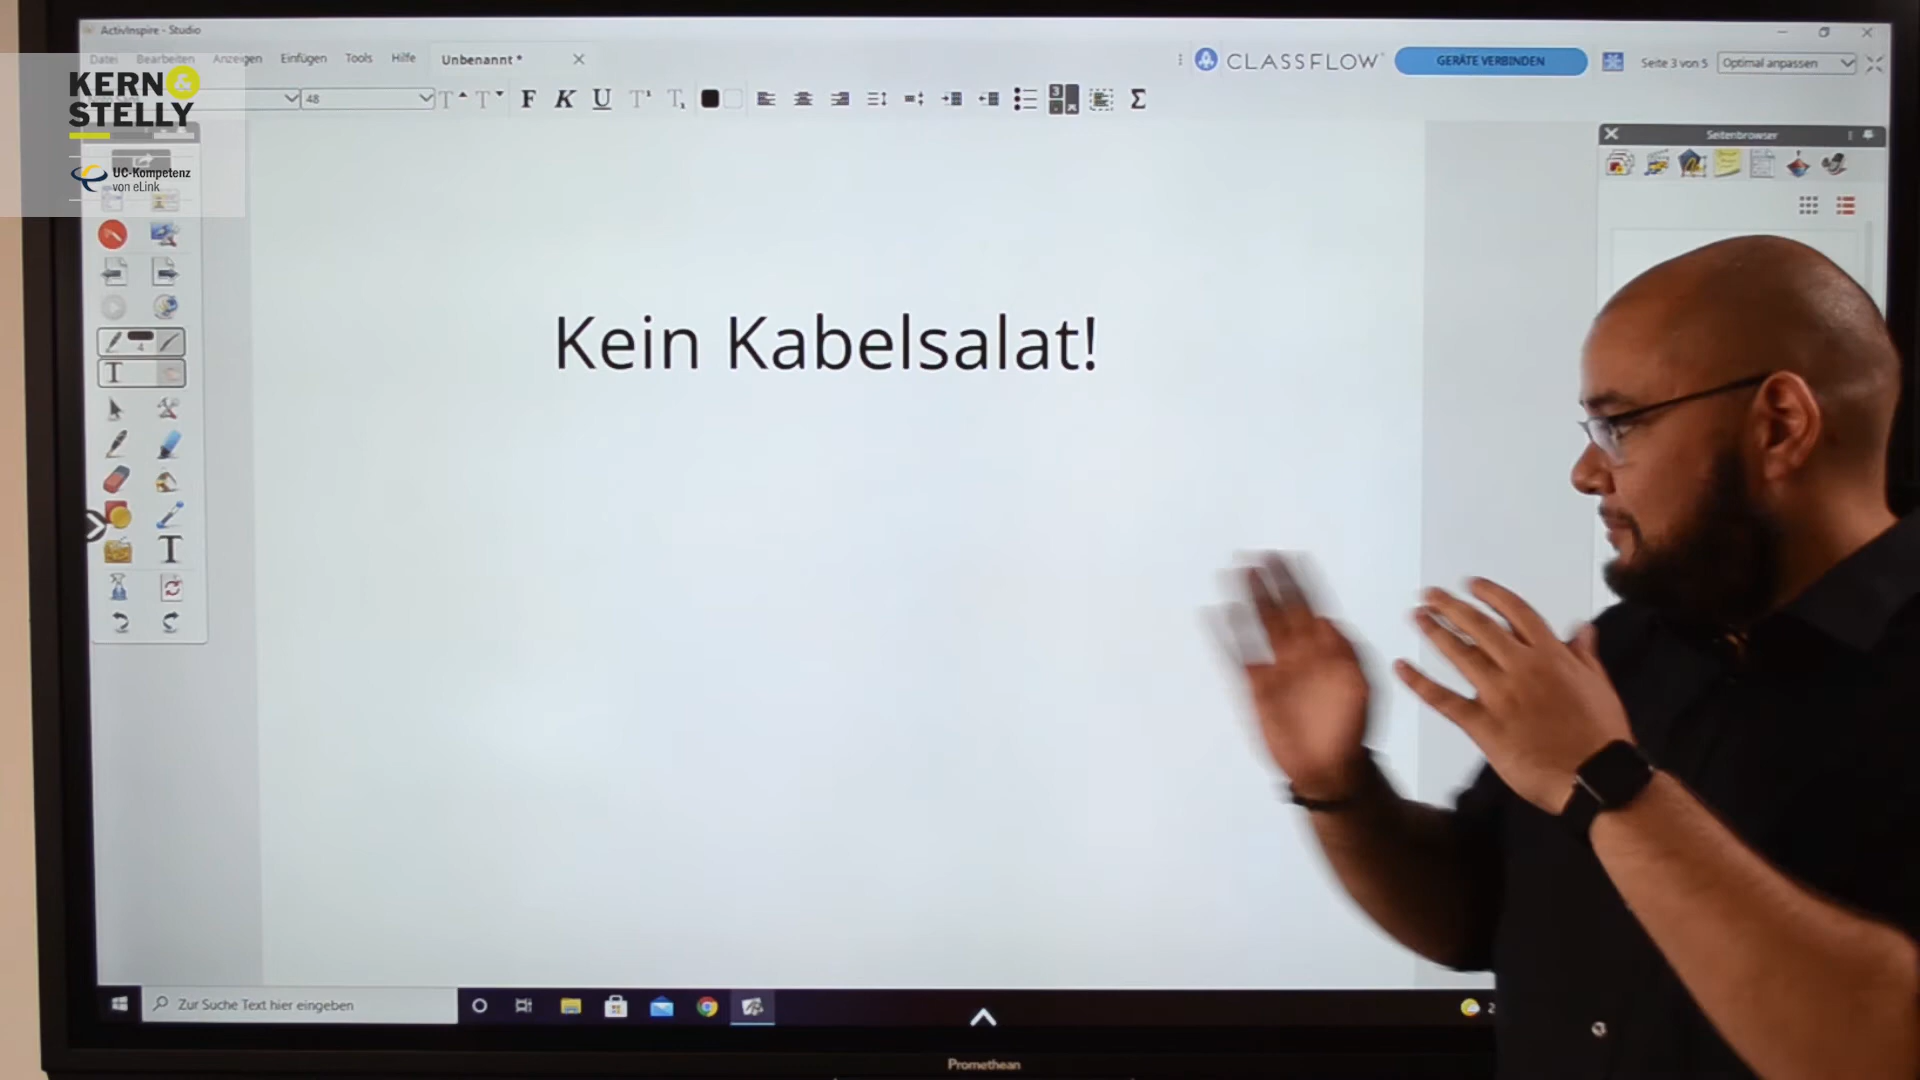 ActivInspire - Studio
Datei Bearbeiten Anzeigen Einfügen Tools Hilfe Unbenannt * CLASSFLOW GERÄTE VERBINDEN Seite 3 von 5 Optimal anpassen
KERN & STELLY
48 F K U Σ
Seitenbrowser
UC-Kompetenz
von eLink
Kein Kabelsalat!
4
T
T
Zur Suche Text hier eingeben
Promethean